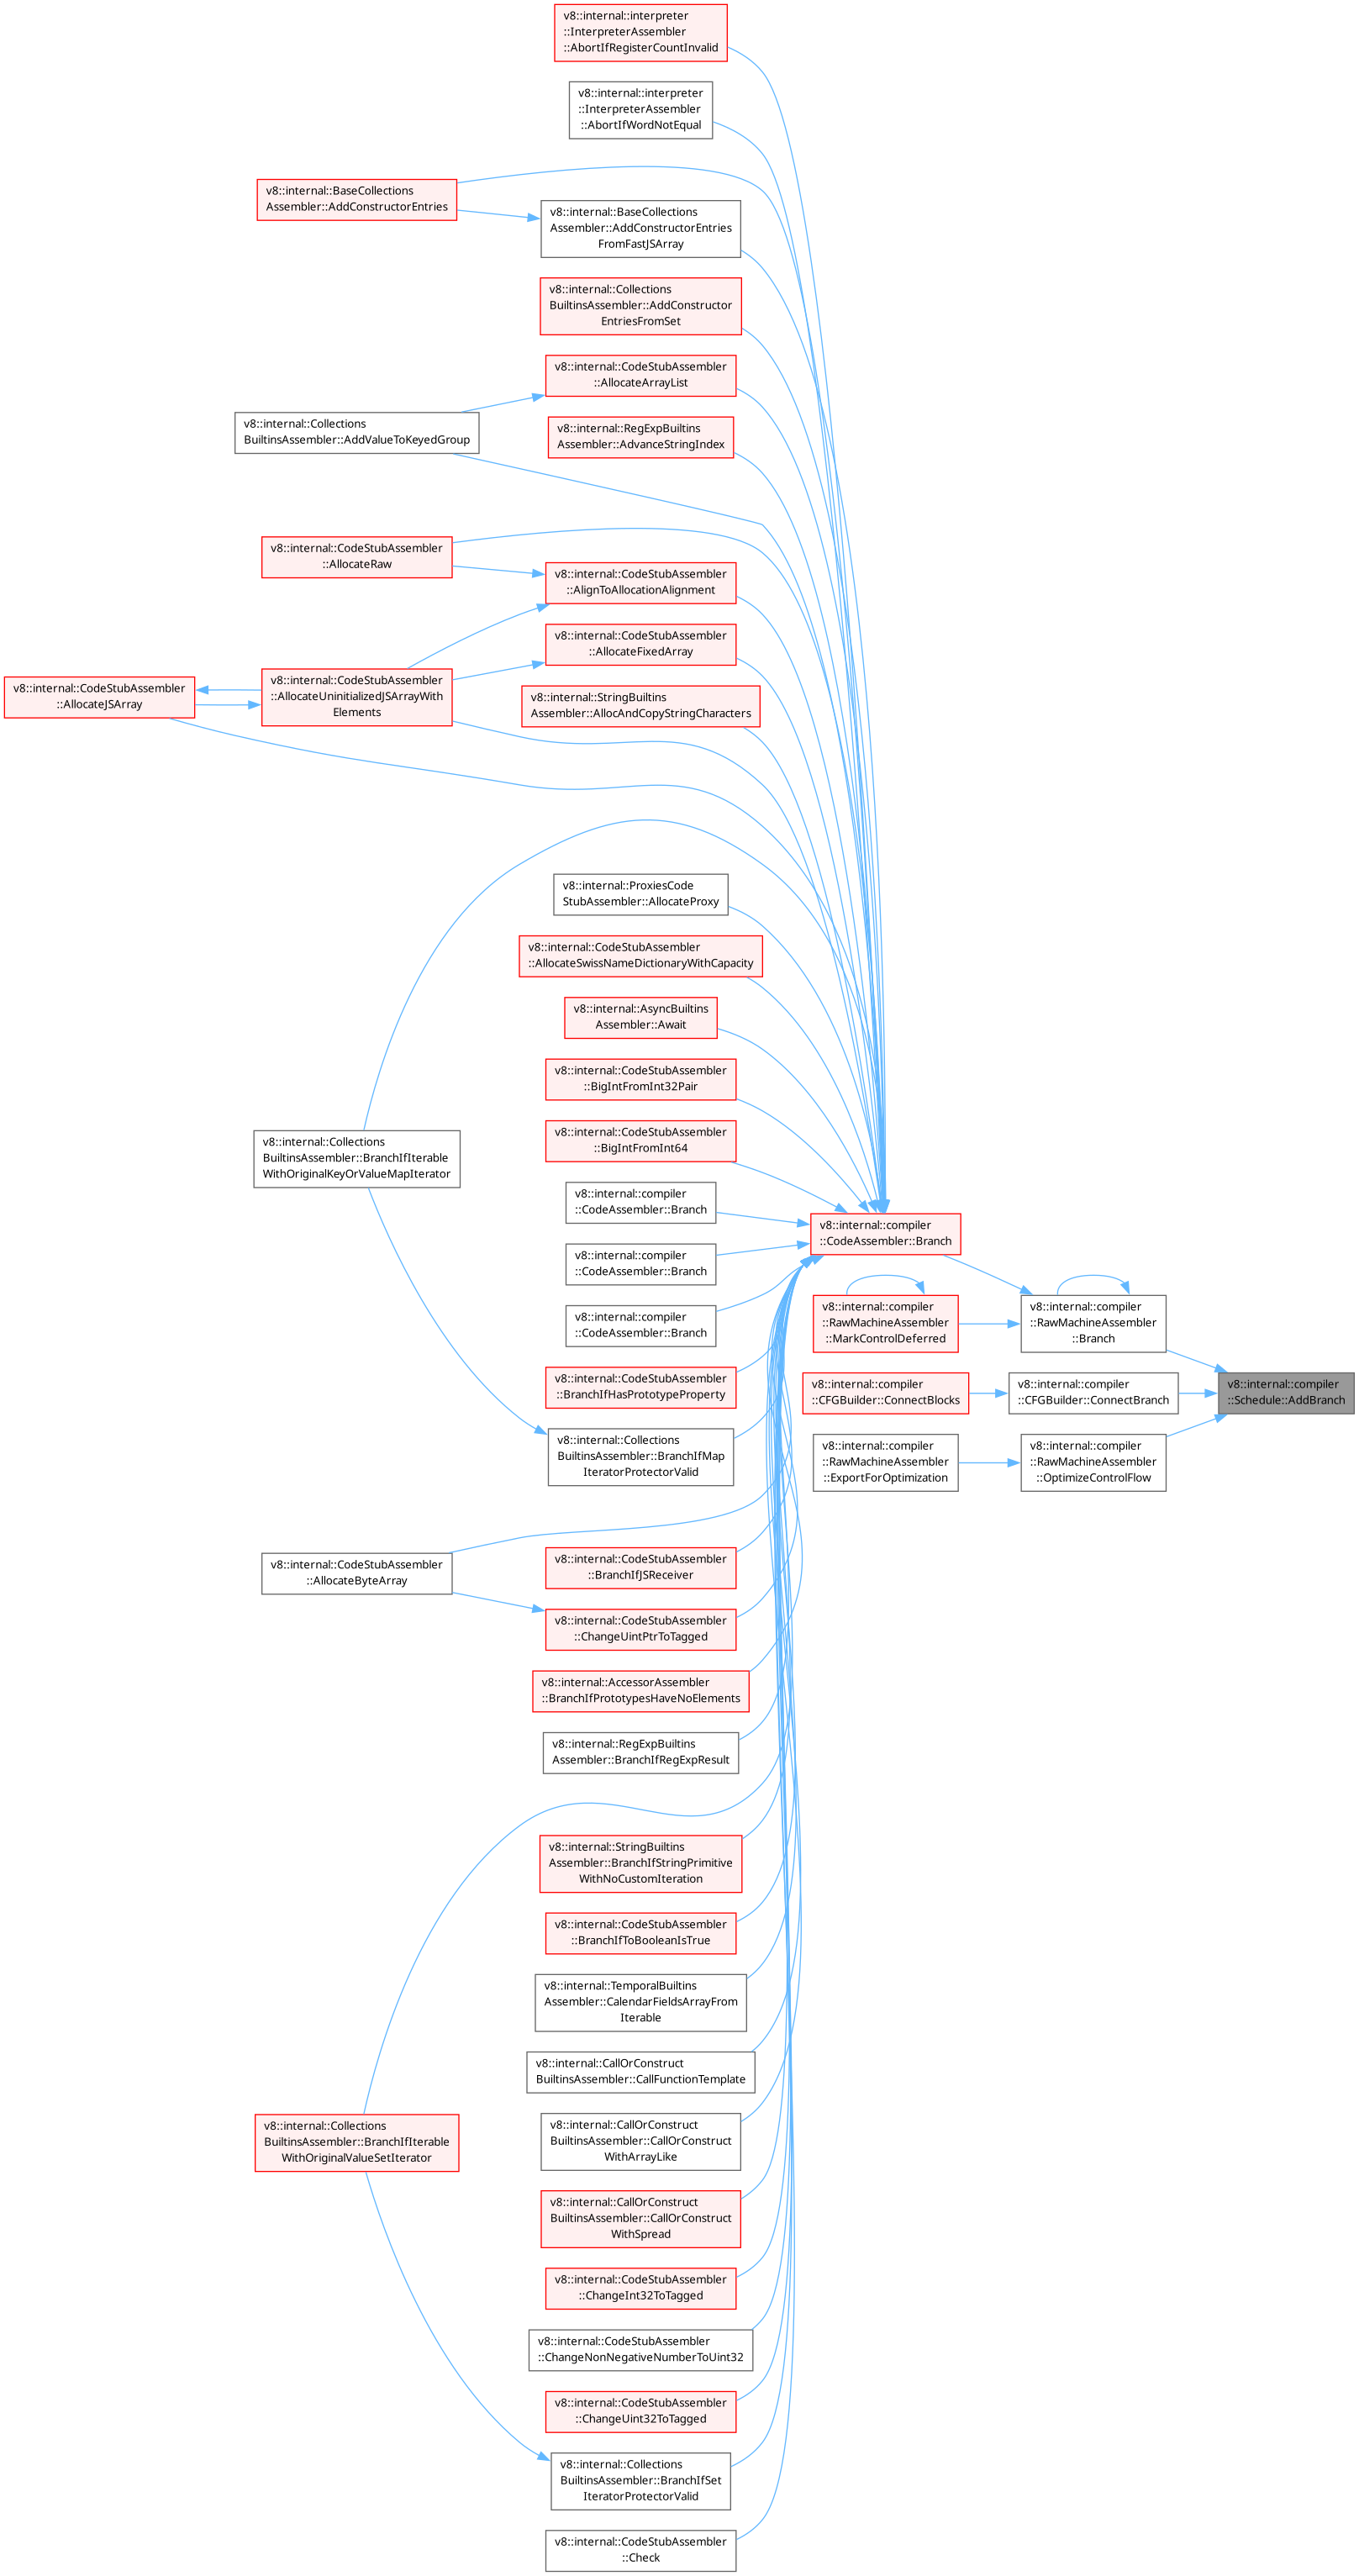 v8::internal::interpreter
::InterpreterAssembler
::AbortIfRegisterCountInvalid
v8::internal::interpreter
::InterpreterAssembler
::AbortIfWordNotEqual
v8::internal::BaseCollections
Assembler::AddConstructorEntries
v8::internal::BaseCollections
Assembler::AddConstructorEntries
FromFastJSArray
v8::internal::Collections
BuiltinsAssembler::AddConstructor
EntriesFromSet
v8::internal::CodeStubAssembler
::AllocateArrayList
v8::internal::Collections
BuiltinsAssembler::AddValueToKeyedGroup
v8::internal::RegExpBuiltins
Assembler::AdvanceStringIndex
v8::internal::CodeStubAssembler
::AllocateRaw
v8::internal::CodeStubAssembler
::AlignToAllocationAlignment
v8::internal::CodeStubAssembler
::AllocateFixedArray
v8::internal::CodeStubAssembler
::AllocateJSArray
v8::internal::CodeStubAssembler
::AllocateUninitializedJSArrayWith
Elements
v8::internal::StringBuiltins
Assembler::AllocAndCopyStringCharacters
v8::internal::ProxiesCode
StubAssembler::AllocateProxy
v8::internal::CodeStubAssembler
::AllocateSwissNameDictionaryWithCapacity
v8::internal::AsyncBuiltins
Assembler::Await
v8::internal::CodeStubAssembler
::BigIntFromInt32Pair
v8::internal::CodeStubAssembler
::BigIntFromInt64
v8::internal::Collections
BuiltinsAssembler::BranchIfIterable
WithOriginalKeyOrValueMapIterator
v8::internal::compiler
::CodeAssembler::Branch
v8::internal::compiler
::CodeAssembler::Branch
v8::internal::compiler
::CodeAssembler::Branch
v8::internal::compiler
::CodeAssembler::Branch
v8::internal::compiler
::RawMachineAssembler
::MarkControlDeferred
v8::internal::compiler
::RawMachineAssembler
::Branch
v8::internal::CodeStubAssembler
::BranchIfHasPrototypeProperty
v8::internal::compiler
::CFGBuilder::ConnectBlocks
v8::internal::compiler
::CFGBuilder::ConnectBranch
v8::internal::compiler
::Schedule::AddBranch
v8::internal::Collections
BuiltinsAssembler::BranchIfMap
IteratorProtectorValid
v8::internal::compiler
::RawMachineAssembler
::ExportForOptimization
v8::internal::compiler
::RawMachineAssembler
::OptimizeControlFlow
v8::internal::CodeStubAssembler
::AllocateByteArray
v8::internal::CodeStubAssembler
::BranchIfJSReceiver
v8::internal::CodeStubAssembler
::ChangeUintPtrToTagged
v8::internal::AccessorAssembler
::BranchIfPrototypesHaveNoElements
v8::internal::RegExpBuiltins
Assembler::BranchIfRegExpResult
v8::internal::StringBuiltins
Assembler::BranchIfStringPrimitive
WithNoCustomIteration
v8::internal::CodeStubAssembler
::BranchIfToBooleanIsTrue
v8::internal::TemporalBuiltins
Assembler::CalendarFieldsArrayFrom
Iterable
v8::internal::CallOrConstruct
BuiltinsAssembler::CallFunctionTemplate
v8::internal::Collections
BuiltinsAssembler::BranchIfIterable
WithOriginalValueSetIterator
v8::internal::CallOrConstruct
BuiltinsAssembler::CallOrConstruct
WithArrayLike
v8::internal::CallOrConstruct
BuiltinsAssembler::CallOrConstruct
WithSpread
v8::internal::CodeStubAssembler
::ChangeInt32ToTagged
v8::internal::CodeStubAssembler
::ChangeNonNegativeNumberToUint32
v8::internal::CodeStubAssembler
::ChangeUint32ToTagged
v8::internal::Collections
BuiltinsAssembler::BranchIfSet
IteratorProtectorValid
v8::internal::CodeStubAssembler
::Check